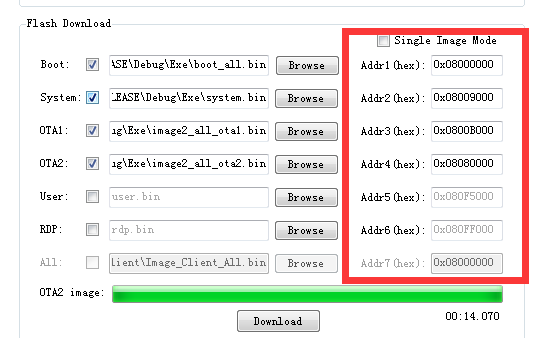 Flash Download
Single Image Mode
Boot: \SE\Debug\Exe\boot_all.bin Browse Addr1(hex): 0x08000000
System: LEASE\Debug\Exe\system.bin Browse Addr2(hex): 0x08009000
OTA1: ug\Exe\image2_all_ota1.bin Browse Addr3(hex): 0x0800B000
OTA2: ug\Exe\image2_all_ota2.bin Browse Addr4(hex): 0x08080000
User: user.bin Browse Addr5(hex): 0x080F5000
RDP: rdp.bin Browse Addr6(hex): 0x080FF000
All: lient\Image_Client_All.bin Browse Addr7(hex): 0x08000000
OTA2 image:
Download 00:14.070